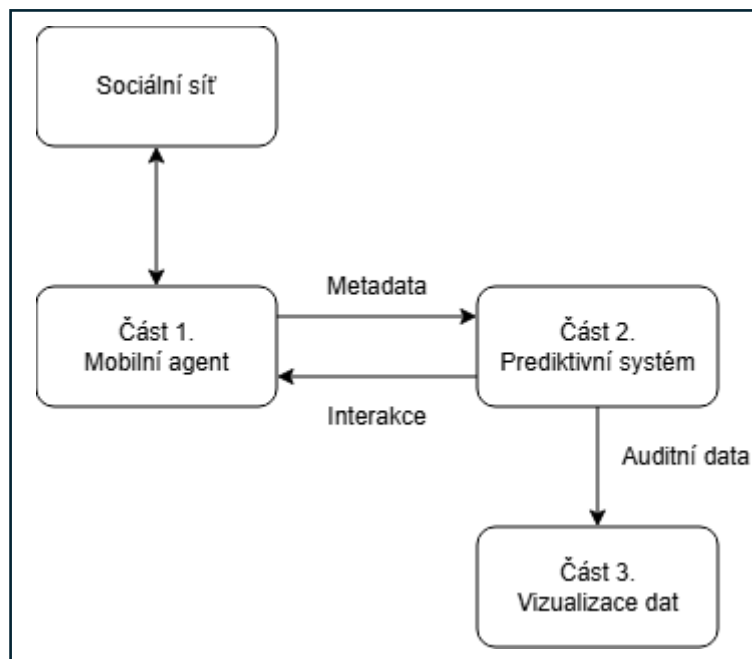 Sociální síť
Metadata
Část 1.
Mobilní agent
Část 2.
Prediktivní systém
Interakce
Auditní data
Část 3.
Vizualizace dat